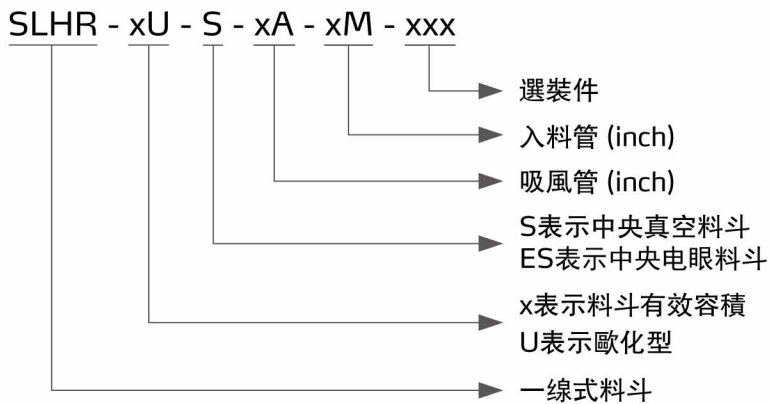 SLHR - xU - S - xA - xM - xxx
選裝件
入料管 (inch)
吸風管 (inch)
S表示中央真空料斗
ES表示中央电眼料斗
x表示料斗有效容積
U表示歐化型
一線式料斗